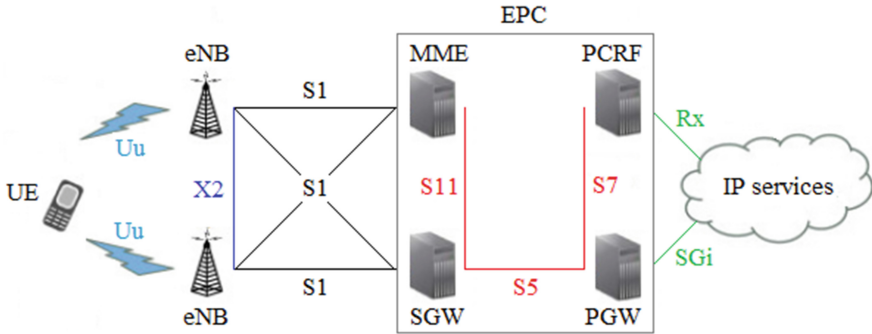 EPC
eNB
MME
PCRF
S1
Uu
Rx
UE
X2
S1
S11
S7
IP services
Uu
S1
S5
SGi
eNB
SGW
PGW